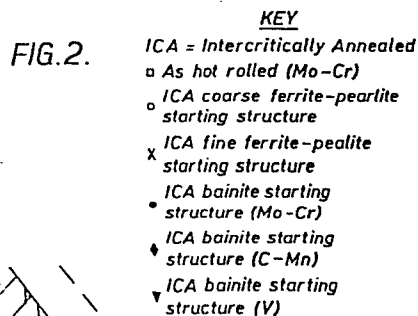 KEY
FIG.2.
ICA = Intercritically Annealed
As hot rolled (Mo-Cr)
ICA coarse ferrite-pearlite
starting structure
ICA fine ferrite-pealite
starting structure
ICA bainite starting
structure (Mo-Cr)
ICA bainite starting
structure (C-Mn)
ICA bainite starting
structure (V)